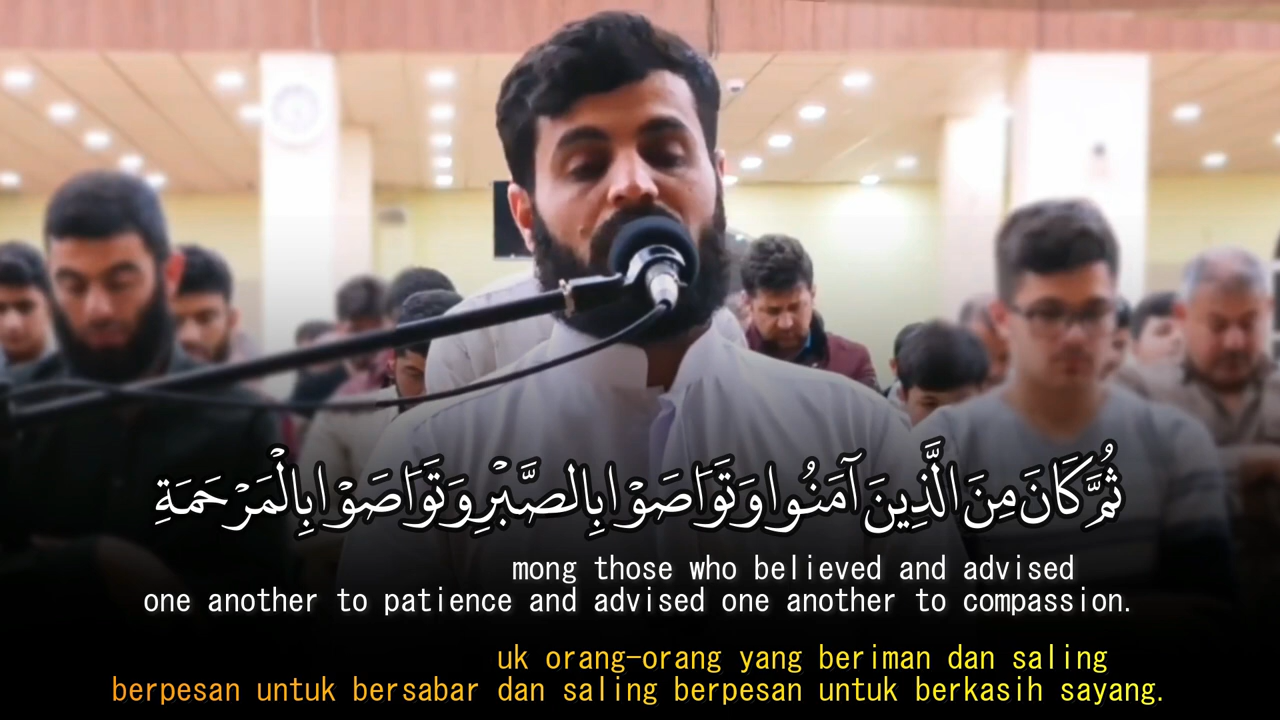 ثُمَّ كَانَ مِنَ الَّذِينَ آمَنُوا وَتَوَاصَوْا بِالصَّبْرِ وَتَوَاصَوْا بِالْمَرْحَمَةِ
mong those who believed and advised
one another to patience and advised one another to compassion.
uk orang-orang yang beriman dan saling
berpesan untuk bersabar dan saling berpesan untuk berkasih sayang.